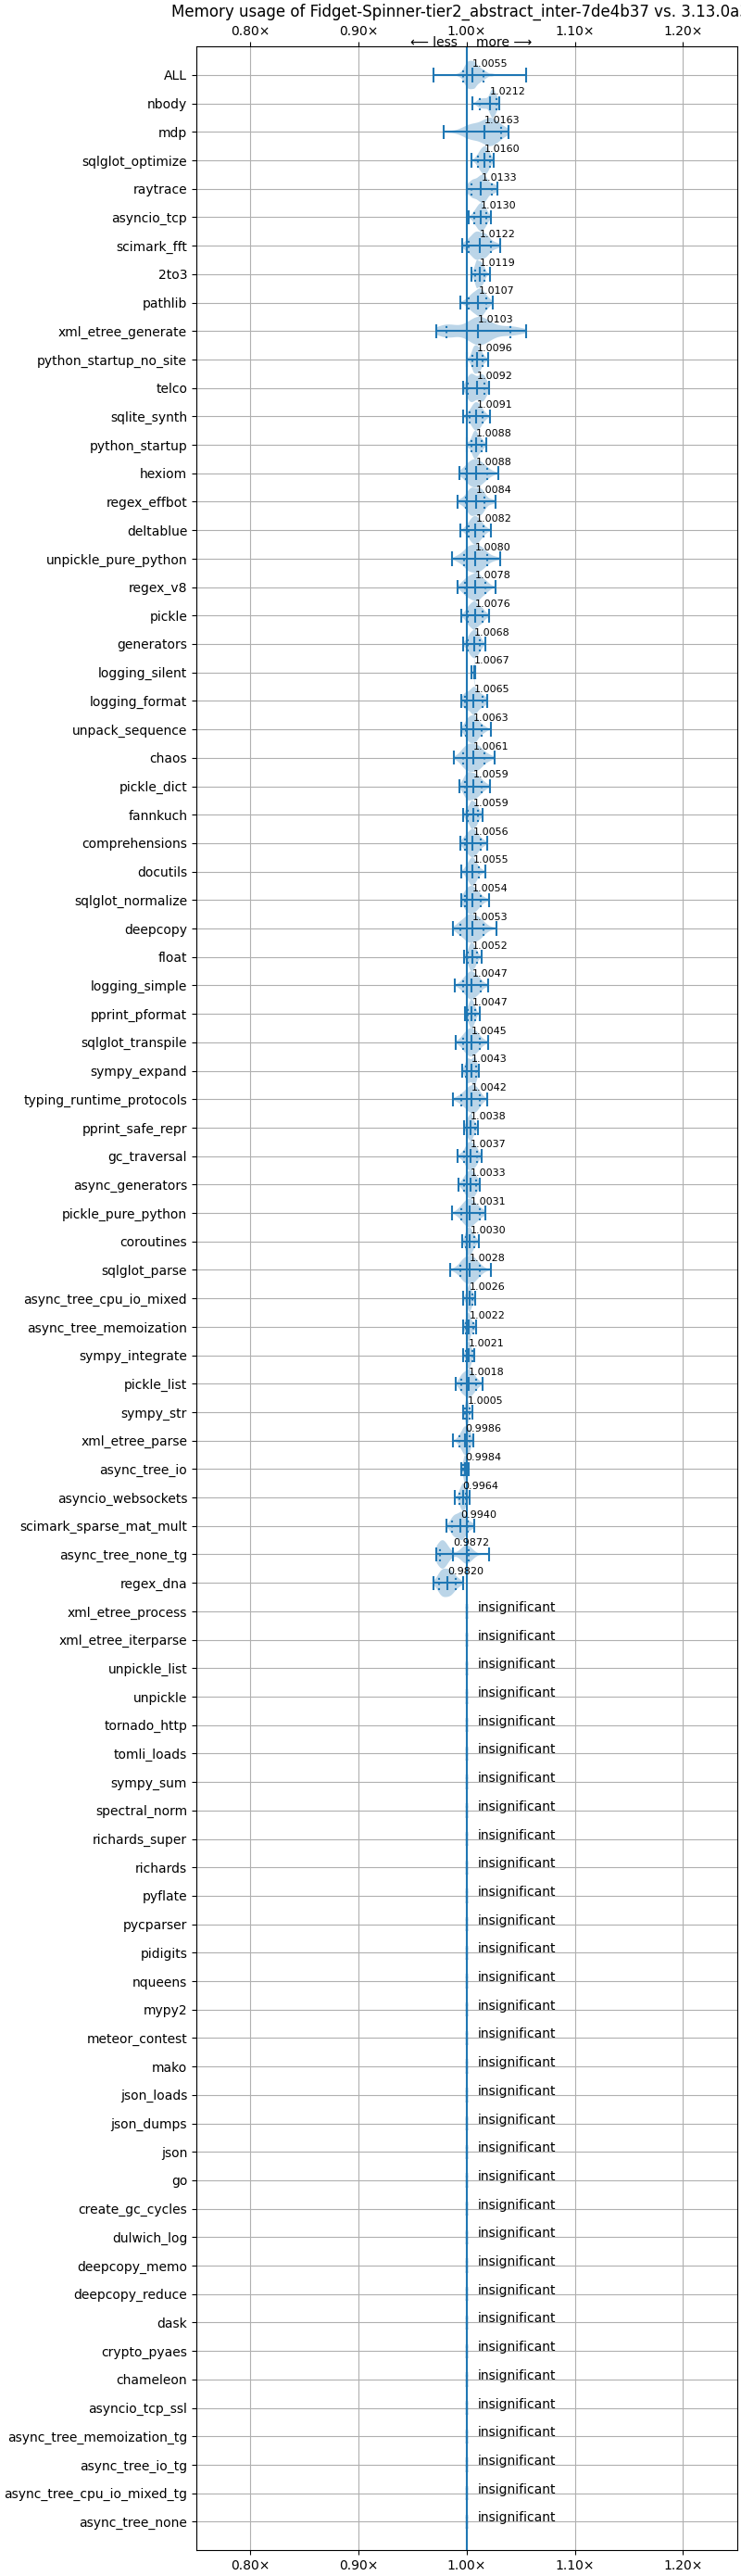 Memory usage of Fidget-Spinner-tier2_abstract_inter-7de4b37 vs. 3.13.0a
0.80× 0.90× 1.00× 1.10× 1.20×
⟵ less more ⟶
ALL 1.0055
nbody 1.0212
mdp 1.0163
sqlglot_optimize 1.0160
raytrace 1.0133
asyncio_tcp 1.0130
scimark_fft 1.0122
2to3 1.0119
pathlib 1.0107
xml_etree_generate 1.0103
python_startup_no_site 1.0096
telco 1.0092
sqlite_synth 1.0091
python_startup 1.0088
hexiom 1.0088
regex_effbot 1.0084
deltablue 1.0082
unpickle_pure_python 1.0080
regex_v8 1.0078
pickle 1.0076
generators 1.0068
logging_silent 1.0067
logging_format 1.0065
unpack_sequence 1.0063
chaos 1.0061
pickle_dict 1.0059
fannkuch 1.0059
comprehensions 1.0056
docutils 1.0055
sqlglot_normalize 1.0054
deepcopy 1.0053
float 1.0052
logging_simple 1.0047
pprint_pformat 1.0047
sqlglot_transpile 1.0045
sympy_expand 1.0043
typing_runtime_protocols 1.0042
pprint_safe_repr 1.0038
gc_traversal 1.0037
async_generators 1.0033
pickle_pure_python 1.0031
coroutines 1.0030
sqlglot_parse 1.0028
async_tree_cpu_io_mixed 1.0026
async_tree_memoization 1.0022
sympy_integrate 1.0021
pickle_list 1.0018
sympy_str 1.0005
xml_etree_parse 0.9986
async_tree_io 0.9984
asyncio_websockets 0.9964
scimark_sparse_mat_mult 0.9940
async_tree_none_tg 0.9872
regex_dna 0.9820
xml_etree_process insignificant
xml_etree_iterparse insignificant
unpickle_list insignificant
unpickle insignificant
tornado_http insignificant
tomli_loads insignificant
sympy_sum insignificant
spectral_norm insignificant
richards_super insignificant
richards insignificant
pyflate insignificant
pycparser insignificant
pidigits insignificant
nqueens insignificant
mypy2 insignificant
meteor_contest insignificant
mako insignificant
json_loads insignificant
json_dumps insignificant
json insignificant
go insignificant
create_gc_cycles insignificant
dulwich_log insignificant
deepcopy_memo insignificant
deepcopy_reduce insignificant
dask insignificant
crypto_pyaes insignificant
chameleon insignificant
asyncio_tcp_ssl insignificant
async_tree_memoization_tg insignificant
async_tree_io_tg insignificant
async_tree_cpu_io_mixed_tg insignificant
async_tree_none insignificant
0.80× 0.90× 1.00× 1.10× 1.20×